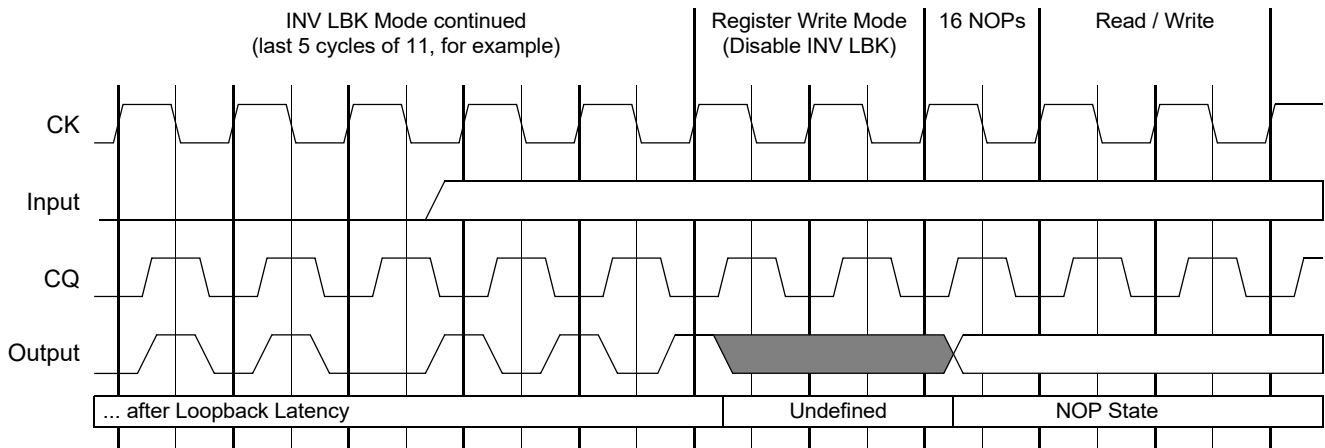 INV LBK Mode continued
(last 5 cycles of 11, for example)
Register Write Mode
(Disable INV LBK)
16 NOPs
Read / Write
CK
Input
CQ
Output
... after Loopback Latency
Undefined
NOP State